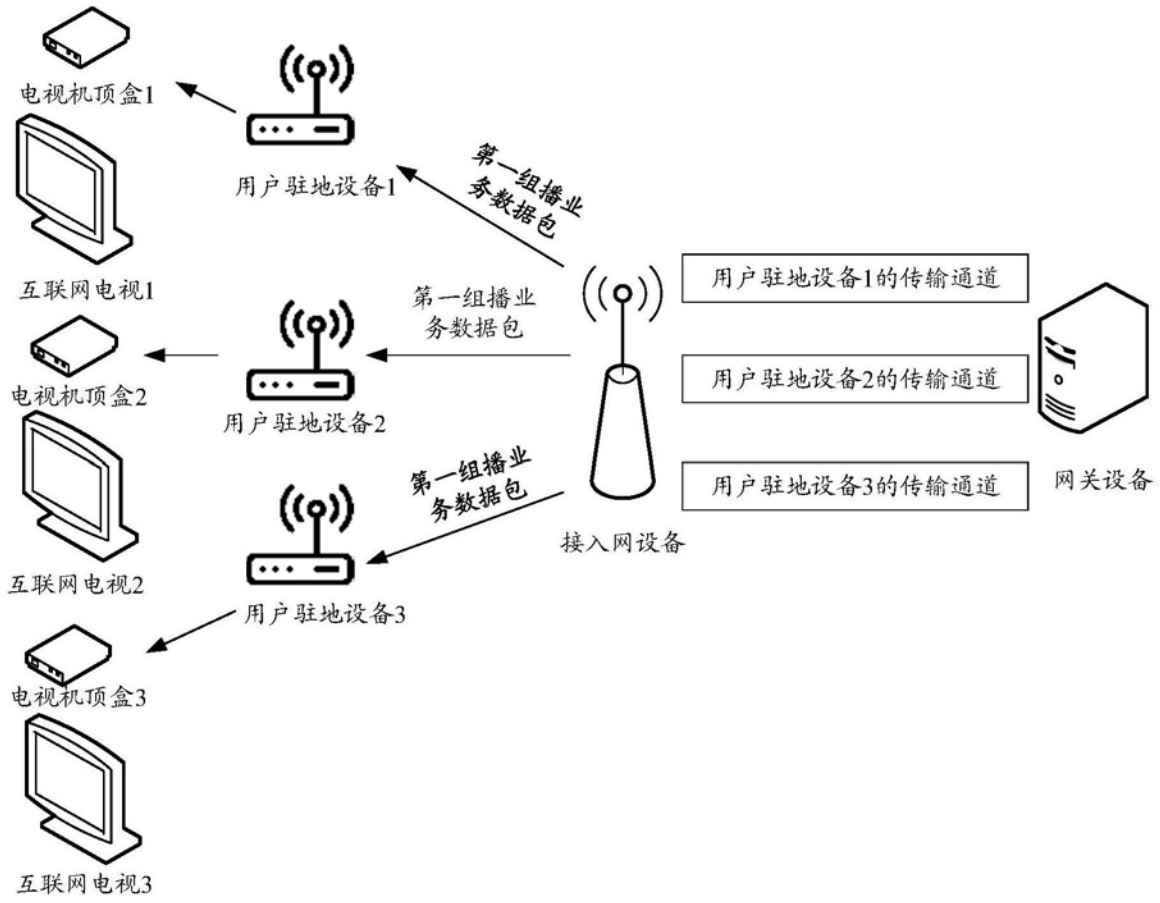 电视机顶盒1
用户驻地设备1
互联网电视1
第一组播业
务数据包
用户驻地设备1的传输通道
电视机顶盒2
用户驻地设备2
互联网电视2
第一组播业
务数据包
用户驻地设备2的传输通道
第一组播业
务数据包
用户驻地设备3的传输通道
网关设备
接入网设备
用户驻地设备3
电视机顶盒3
互联网电视3